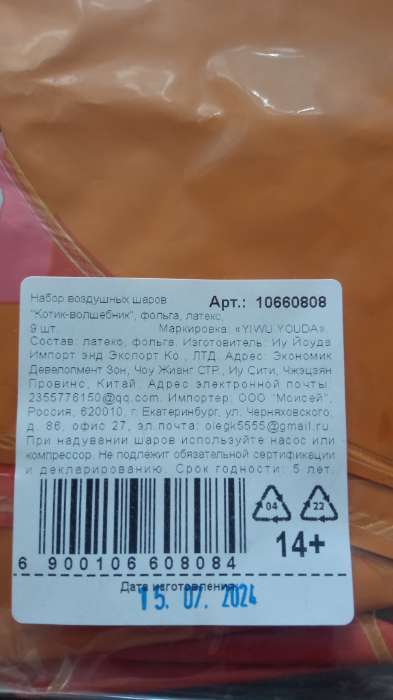 Набор воздушных шаров Арт.: 10660808
"Котик-волшебник", фольга, латекс,
9 шт. Маркировка: «YIWU YOUDA».
Состав: латекс, фольга. Изготовитель: Иу Йоуда
Импорт энд Экспорт Ко., ЛТД. Адрес: Экономик
Девелопмент Зон, Чоу Жианг СТР., Иу Сити, Чжэцзян
Провинс, Китай. Адрес электронной почты:
2355776150@qq.com. Импортер: ООО "Моисей",
Россия, 620010, г. Екатеринбург, ул. Черняховского,
д. 86, офис 27, эл.почта: olegk5555@gmail.ru.
При надувании шаров используйте насос или
компрессор. Не подлежит обязательной сертификации
и декларированию. Срок годности: 5 лет.
04 22
14+
6 900106 608084
Дата изготовления:
15.07.2024